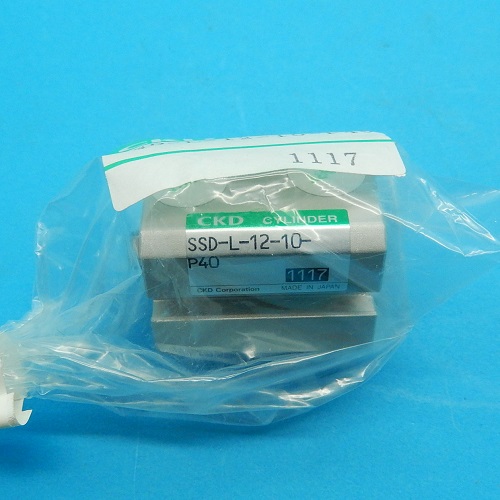 1117
CKD CYLINDER
SSD-L-12-10-
P40
1117
CKD Corporation MADE IN JAPAN